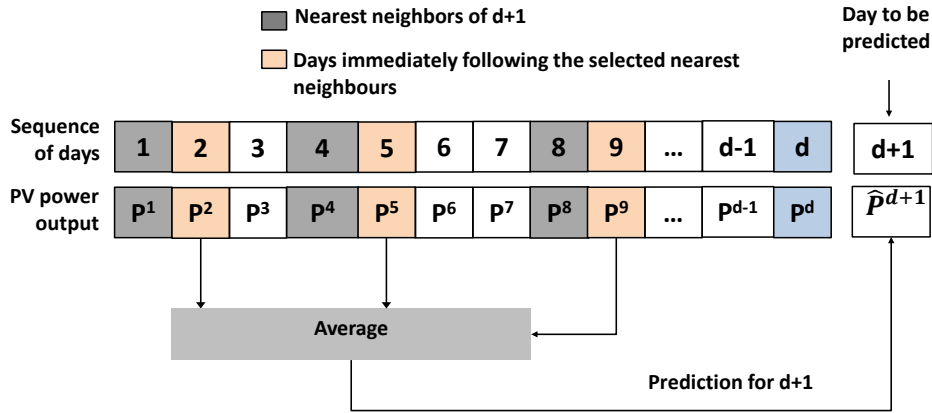 Nearest neighbors of d+1
Days immediately following the selected nearest
neighbours
Day to be
predicted
Sequence
of days
1 2 3 4 5 6 7 8 9 ... d-1 d d+1
PV power
output
P¹ P² P³ P⁴ P⁵ P⁶ P⁷ P⁸ P⁹ ... Pᵈ⁻¹ Pᵈ P̂ᵈ⁺¹
Average
Prediction for d+1